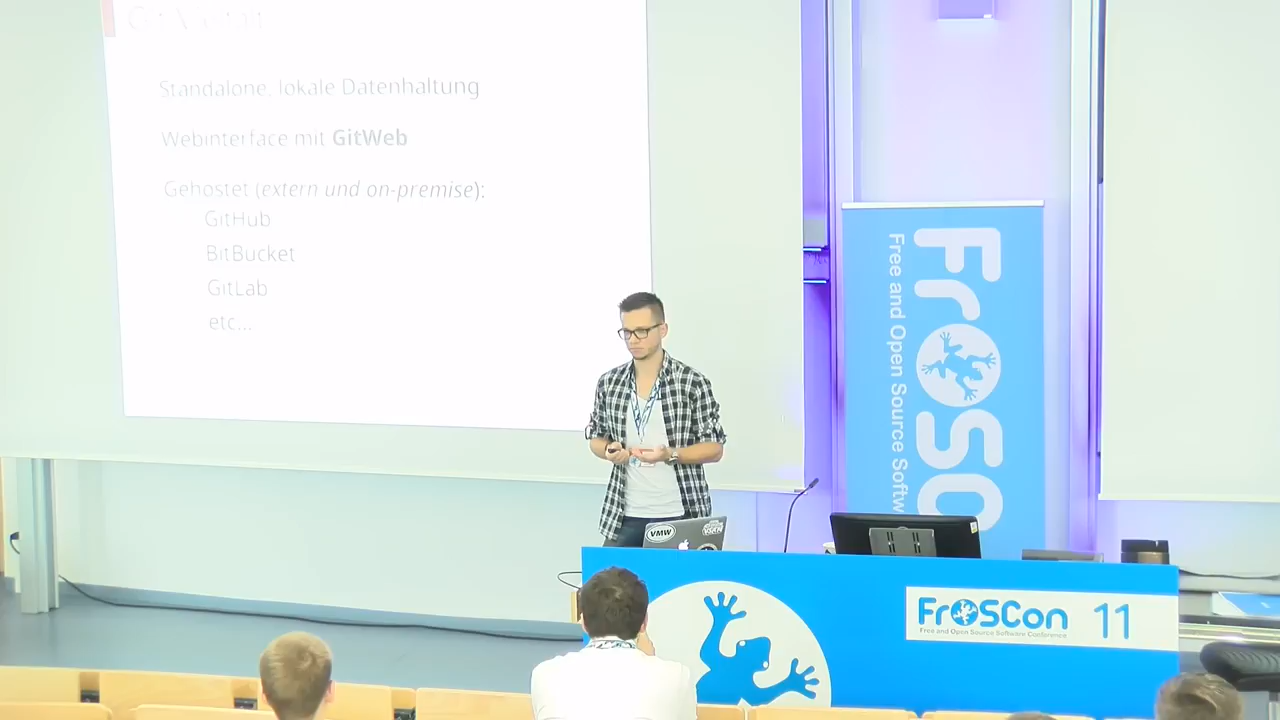 Standalone, lokale Datenhaltung
Webinterface mit GitWeb
Gehostet (extern und on-premise):
GitHub
BitBucket
GitLab
etc...
FrOSC
Free and Open Source Softw
VMW
FrOSCon 11
Free and Open Source Software Conference